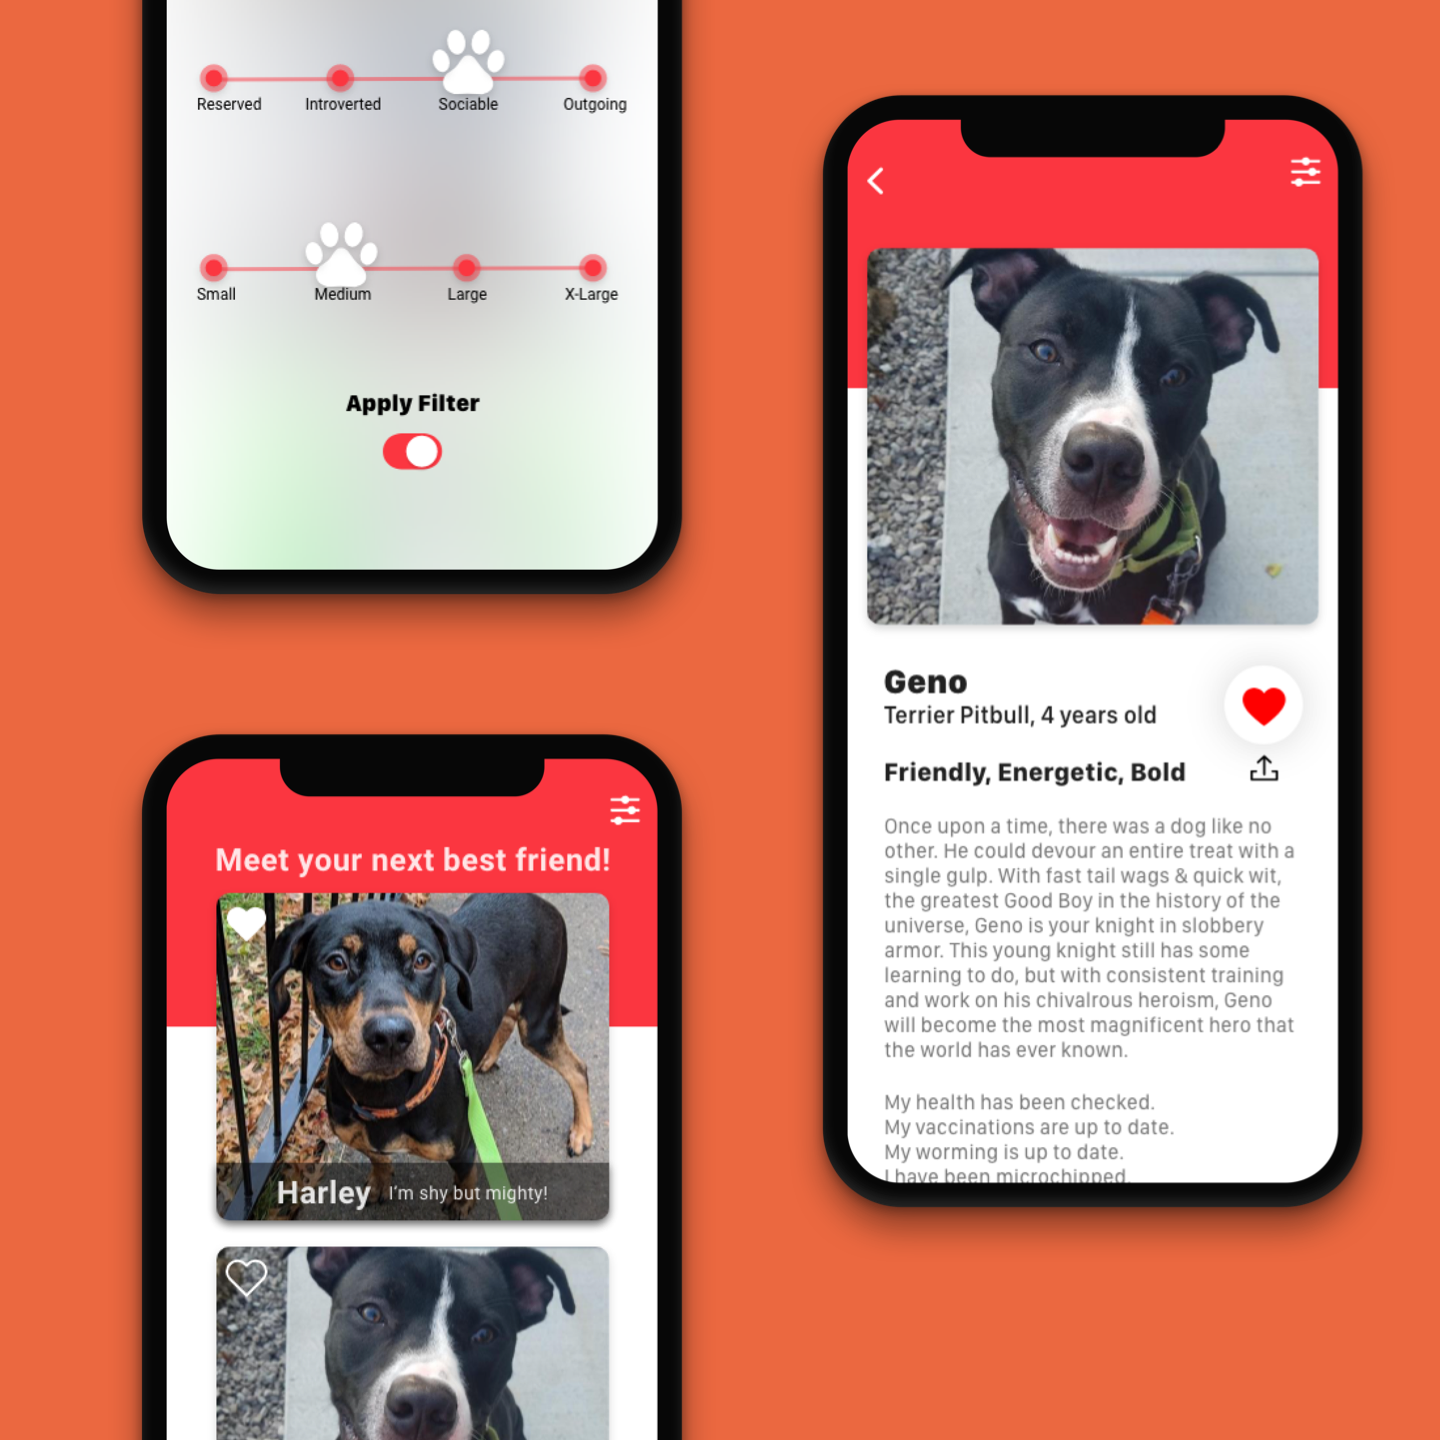 Reserved Introverted Sociable Outgoing
Small Medium Large X-Large
Apply Filter
Meet your next best friend!
Harley I'm shy but mighty!
Geno
Terrier Pitbull, 4 years old
Friendly, Energetic, Bold
Once upon a time, there was a dog like no
other. He could devour an entire treat with a
single gulp. With fast tail wags & quick wit,
the greatest Good Boy in the history of the
universe, Geno is your knight in slobbery
armor. This young knight still has some
learning to do, but with consistent training
and work on his chivalrous heroism, Geno
will become the most magnificent hero that
the world has ever known.
My health has been checked.
My vaccinations are up to date.
My worming is up to date.
I have been microchipped.